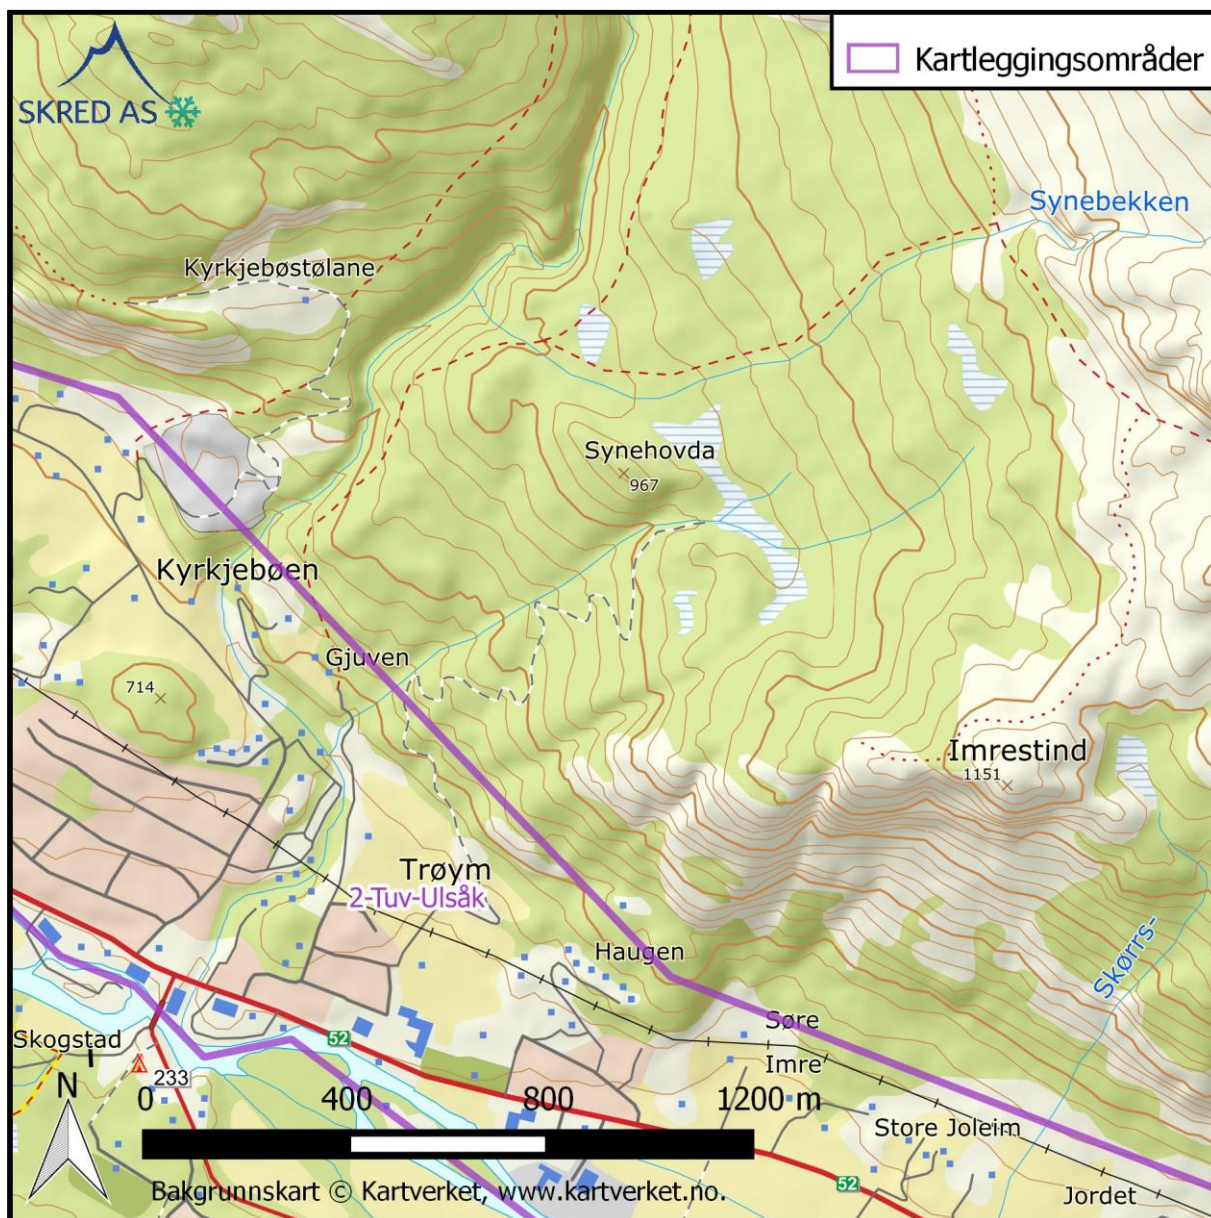 Kartleggingsområder
SKRED AS
Synebekken
Kyrkjebøstølane
Synehovda
967
Kyrkjebøen
Gjuven
714
Imrestind
1151
Trøym
2-Tuv-Ulsåk
Haugen
Skørrs-
Søre
Imre
52
Skogstad
233
N
0 400 800 1200 m
Store Joleim
52
Jordet
Bakgrunnskart © Kartverket, www.kartverket.no.